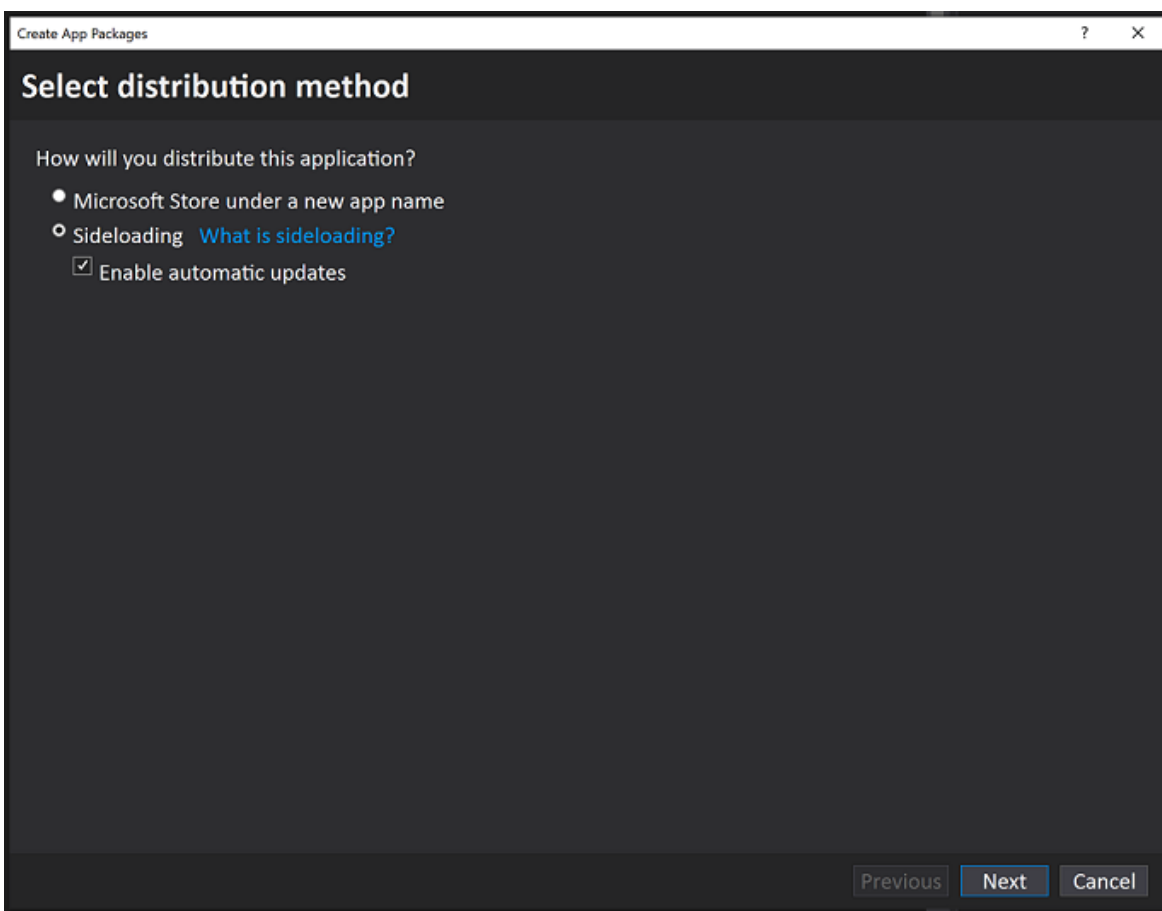 Create App Packages
Select distribution method
How will you distribute this application?
Microsoft Store under a new app name
Sideloading What is sideloading?
Enable automatic updates
Previous Next Cancel